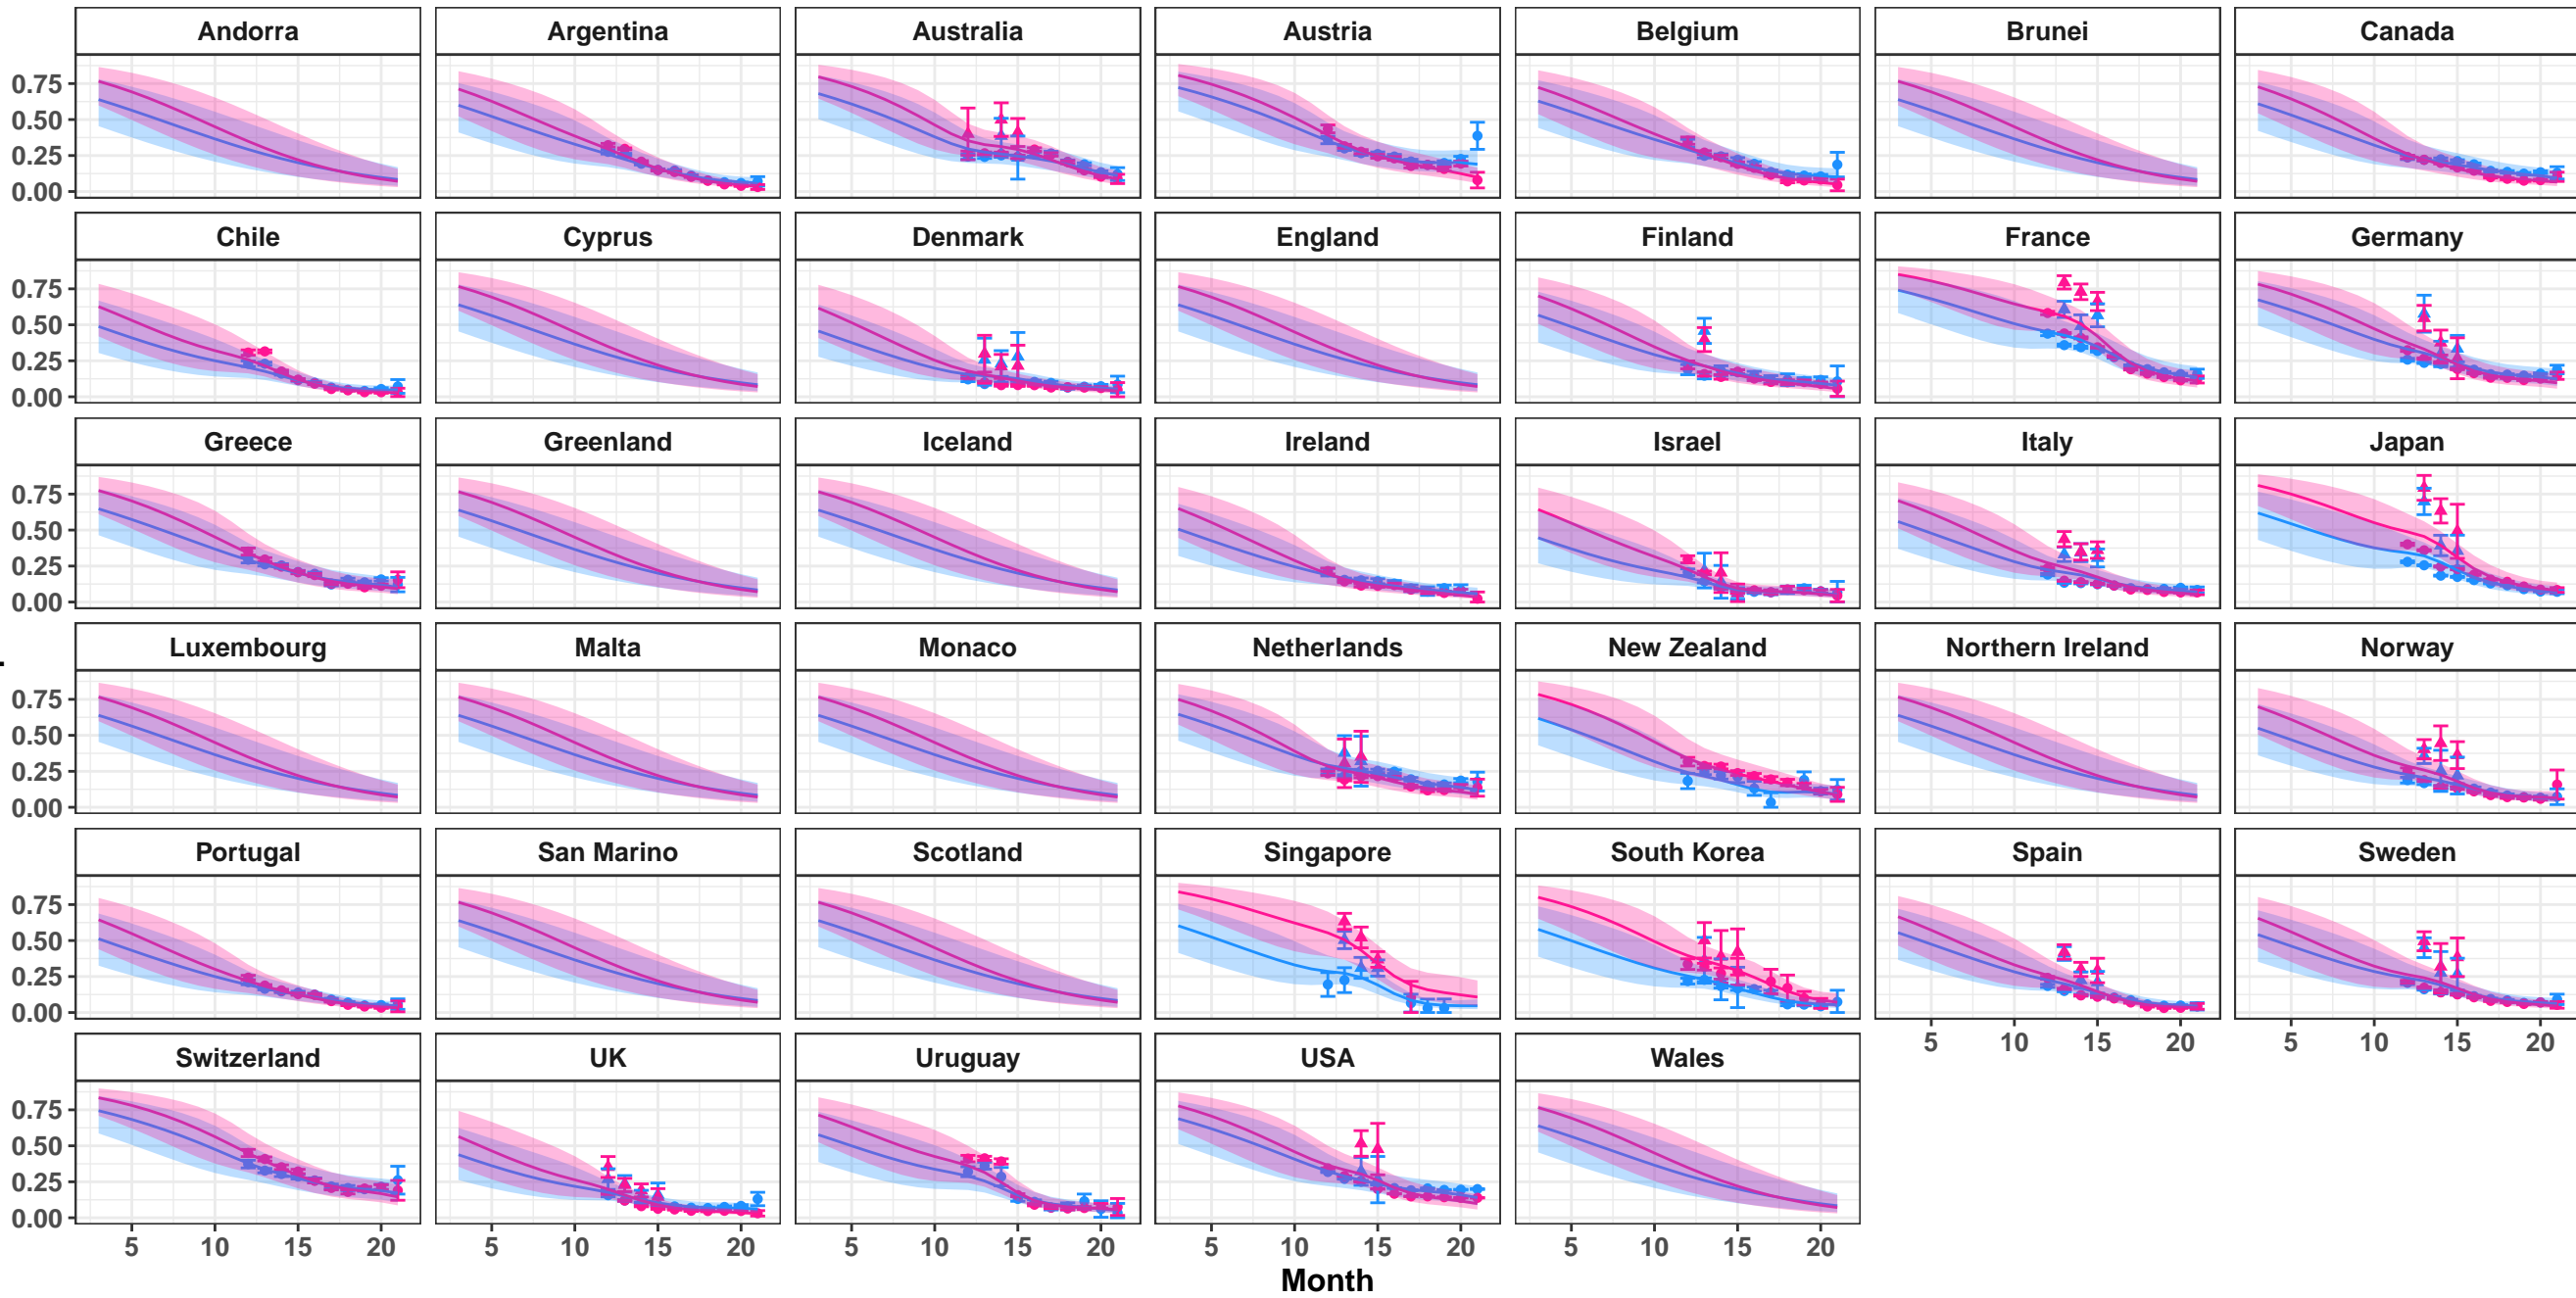 Andorra Argentina Australia Austria Belgium Brunei Canada
0.75
0.50
0.25
0.00
Chile Cyprus Denmark England Finland France Germany
0.75
0.50
0.25
0.00
Greece Greenland Iceland Ireland Israel Italy Japan
0.75
0.50
0.25
0.00
Luxembourg Malta Monaco Netherlands New Zealand Northern Ireland Norway
0.75
0.50
0.25
0.00
Portugal San Marino Scotland Singapore South Korea Spain Sweden
0.75
0.50
0.25
0.00
5 10 15 20 5 10 15 20
Switzerland UK Uruguay USA Wales
0.75
0.50
0.25
0.00
5 10 15 20 5 10 15 20 5 10 15 20 5 10 15 20 5 10 15 20
Month